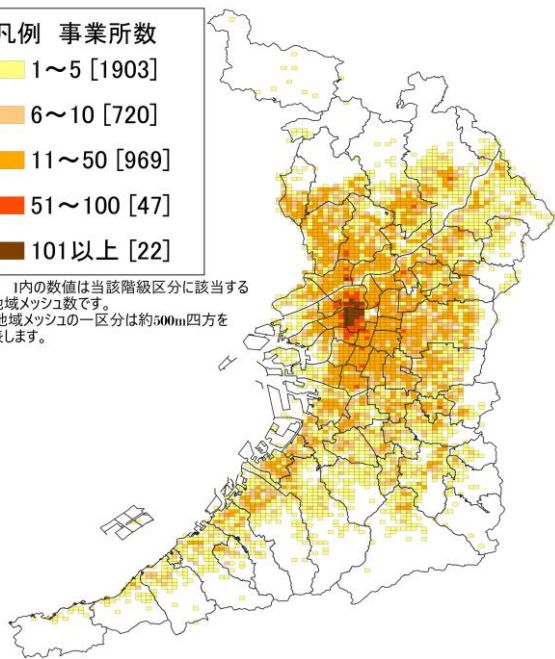 凡例 事業所数
1～5 [1903]
6～10 [720]
11～50 [969]
51～100 [47]
101以上 [22]
]内の数値は当該階級区分に該当する
地域メッシュ数です。
地域メッシュの一区分は約500m四方を
表します。